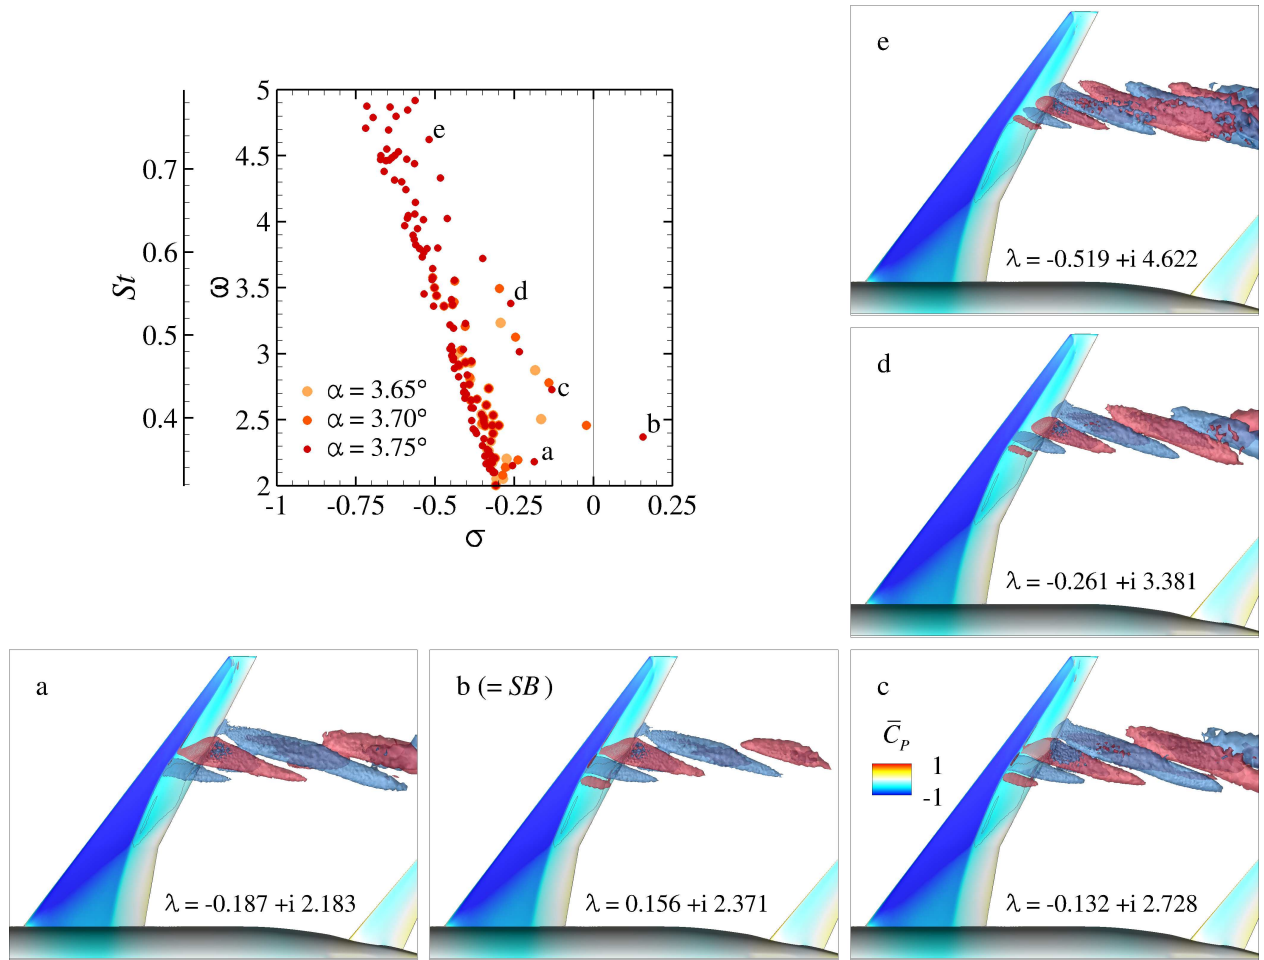 e
λ = -0.519 +i 4.622
5
4.5
4
3.5
3
2.5
2
0.7
0.6
0.5
0.4
St
ω
e
d
c
b
a
α = 3.65°
α = 3.70°
α = 3.75°
-1
-0.75
-0.5
-0.25
0
0.25
σ
d
λ = -0.261 +i 3.381
a
λ = -0.187 +i 2.183
b (= SB )
λ = 0.156 +i 2.371
c
C̅P
1
-1
λ = -0.132 +i 2.728